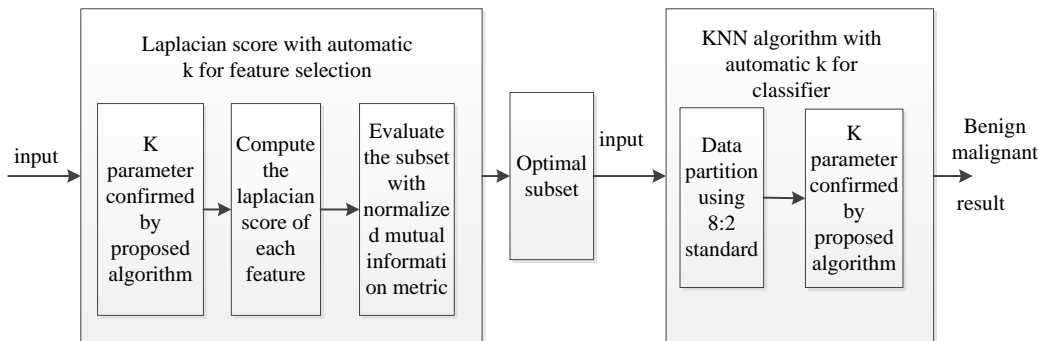 input
Laplacian score with automatic
k for feature selection
K
parameter
confirmed
by
proposed
algorithm
Compute
the
laplacian
score of
each
feature
Evaluate
the subset
with
normalize
d mutual
informati
on metric
Optimal
subset
input
KNN algorithm with
automatic k for
classifier
Data
partition
using
8:2
standard
K
parameter
confirmed
by
proposed
algorithm
Benign
malignant
result